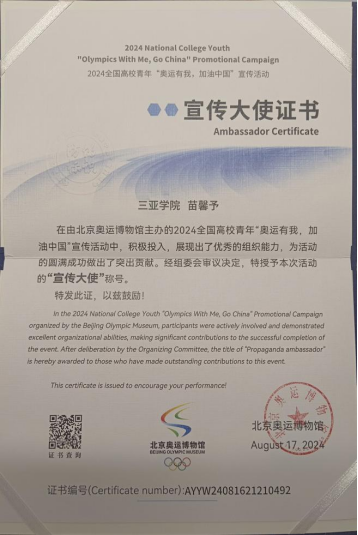 2024 National College Youth
"Olympics With Me, Go China" Promotional Campaign
2024全国高校青年“奥运有我，加油中国”宣传活动
宣传大使证书
Ambassador Certificate
三亚学院 苗馨予
在由北京奥运博物馆主办的2024全国高校青年“奥运有我，加
油中国”宣传活动中，积极投入，展现出了优秀的组织能力，为活动
的圆满成功做出了突出贡献。经组委会审议决定，特授予本次活动
的“宣传大使”称号。
特发此证，以兹鼓励！
In the 2024 National College Youth "Olympics With Me, Go China" Promotional Campaign
organized by the Beijing Olympic Museum, participants were actively involved and demonstrated
excellent organizational abilities, making significant contributions to the successful completion of
the event. After deliberation by the Organizing Committee, the title of "Propaganda ambassador"
is hereby awarded to those who have made outstanding contributions to this event.
This certificate is issued to encourage your performance!
证书查询
北京奥运博物馆
BEIJING OLYMPIC MUSEUM
北京奥运博物馆
北京奥运博物馆
August 17, 2024
证书编号(Certificate number):AYYW24081621210492